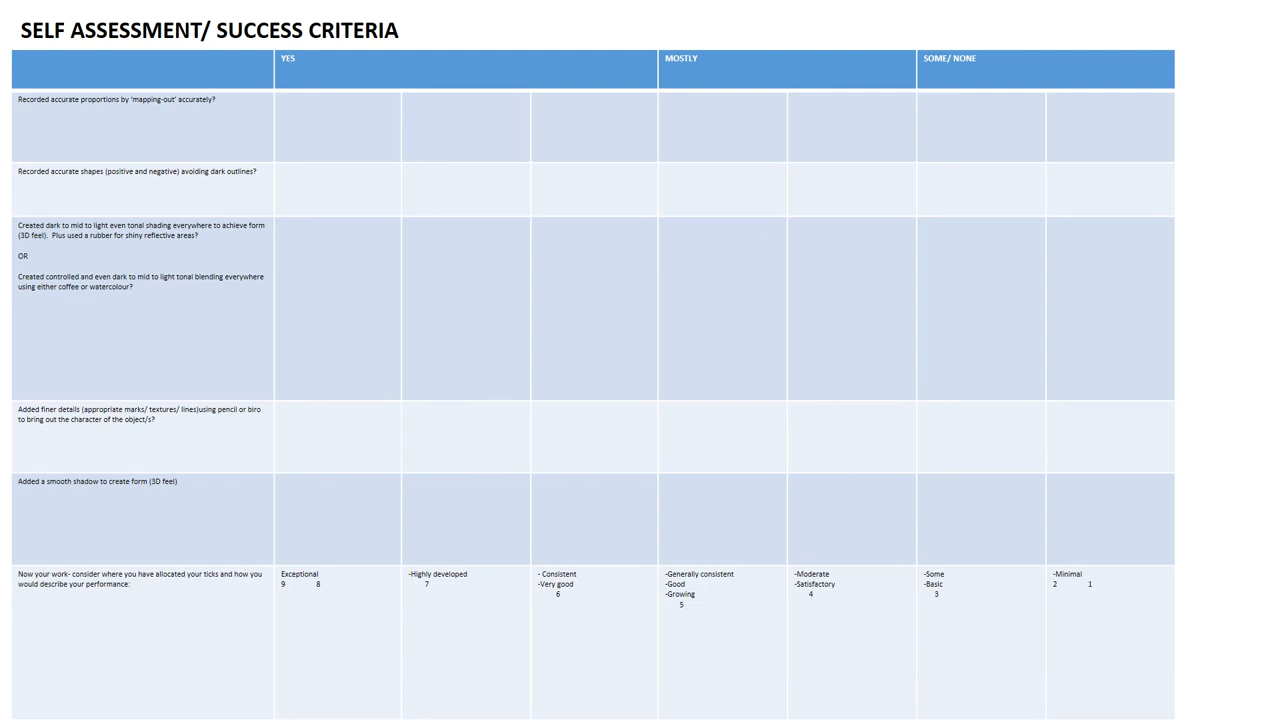 SELF ASSESSMENT/ SUCCESS CRITERIA
YES MOSTLY SOME/ NONE
Recorded accurate proportions by ‘mapping-out’ accurately?
Recorded accurate shapes (positive and negative) avoiding dark outlines?
Created dark to mid to light even tonal shading everywhere to achieve form
(3D feel).  Plus used a rubber for shiny reflective areas?
OR
Created controlled and even dark to mid to light tonal blending everywhere
using either coffee or watercolour?
Added finer details (appropriate marks/ textures/ lines)using pencil or biro
to bring out the character of the object/s?
Added a smooth shadow to create form (3D feel)
Now your work- consider where you have allocated your ticks and how you
would describe your performance:
Exceptional
9 8
-Highly developed
7
- Consistent
-Very good
6
-Generally consistent
-Good
-Growing
5
-Moderate
-Satisfactory
4
-Some
-Basic
3
-Minimal
2 1